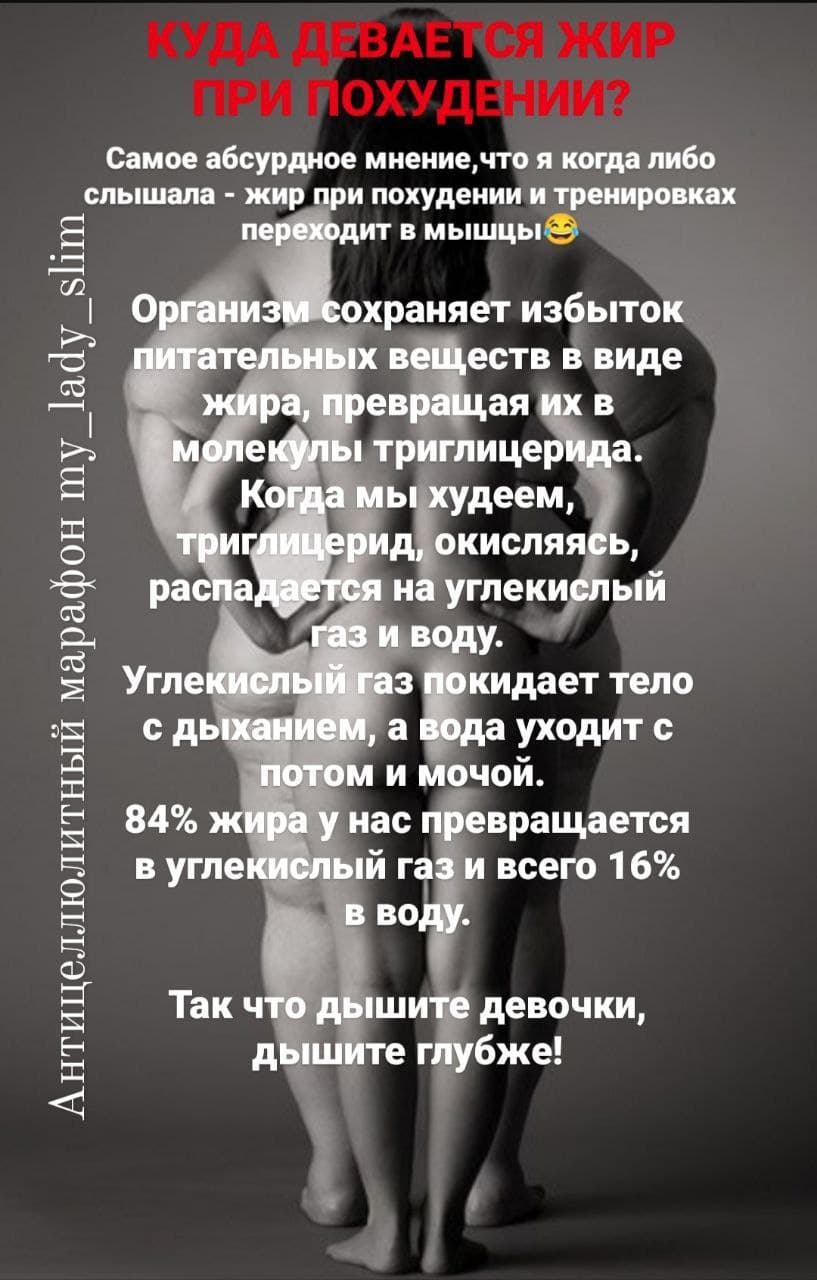 КУДА ДЕВАЕТСЯ ЖИР
ПРИ ПОХУДЕНИИ?
Самое абсурдное мнение,что я когда либо
слышала - жир при похудении и тренировках
переходит в мышцы😂
Организм сохраняет избыток
питательных веществ в виде
жира, превращая их в
молекулы триглицерида.
Когда мы худеем,
триглицерид, окисляясь,
распадается на углекислый
газ и воду.
Углекислый газ покидает тело
с дыханием, а вода уходит с
потом и мочой.
84% жира у нас превращается
в углекислый газ и всего 16%
в воду.
Так что дышите девочки,
дышите глубже!
Антицеллюлитный марафон my_lady_slim